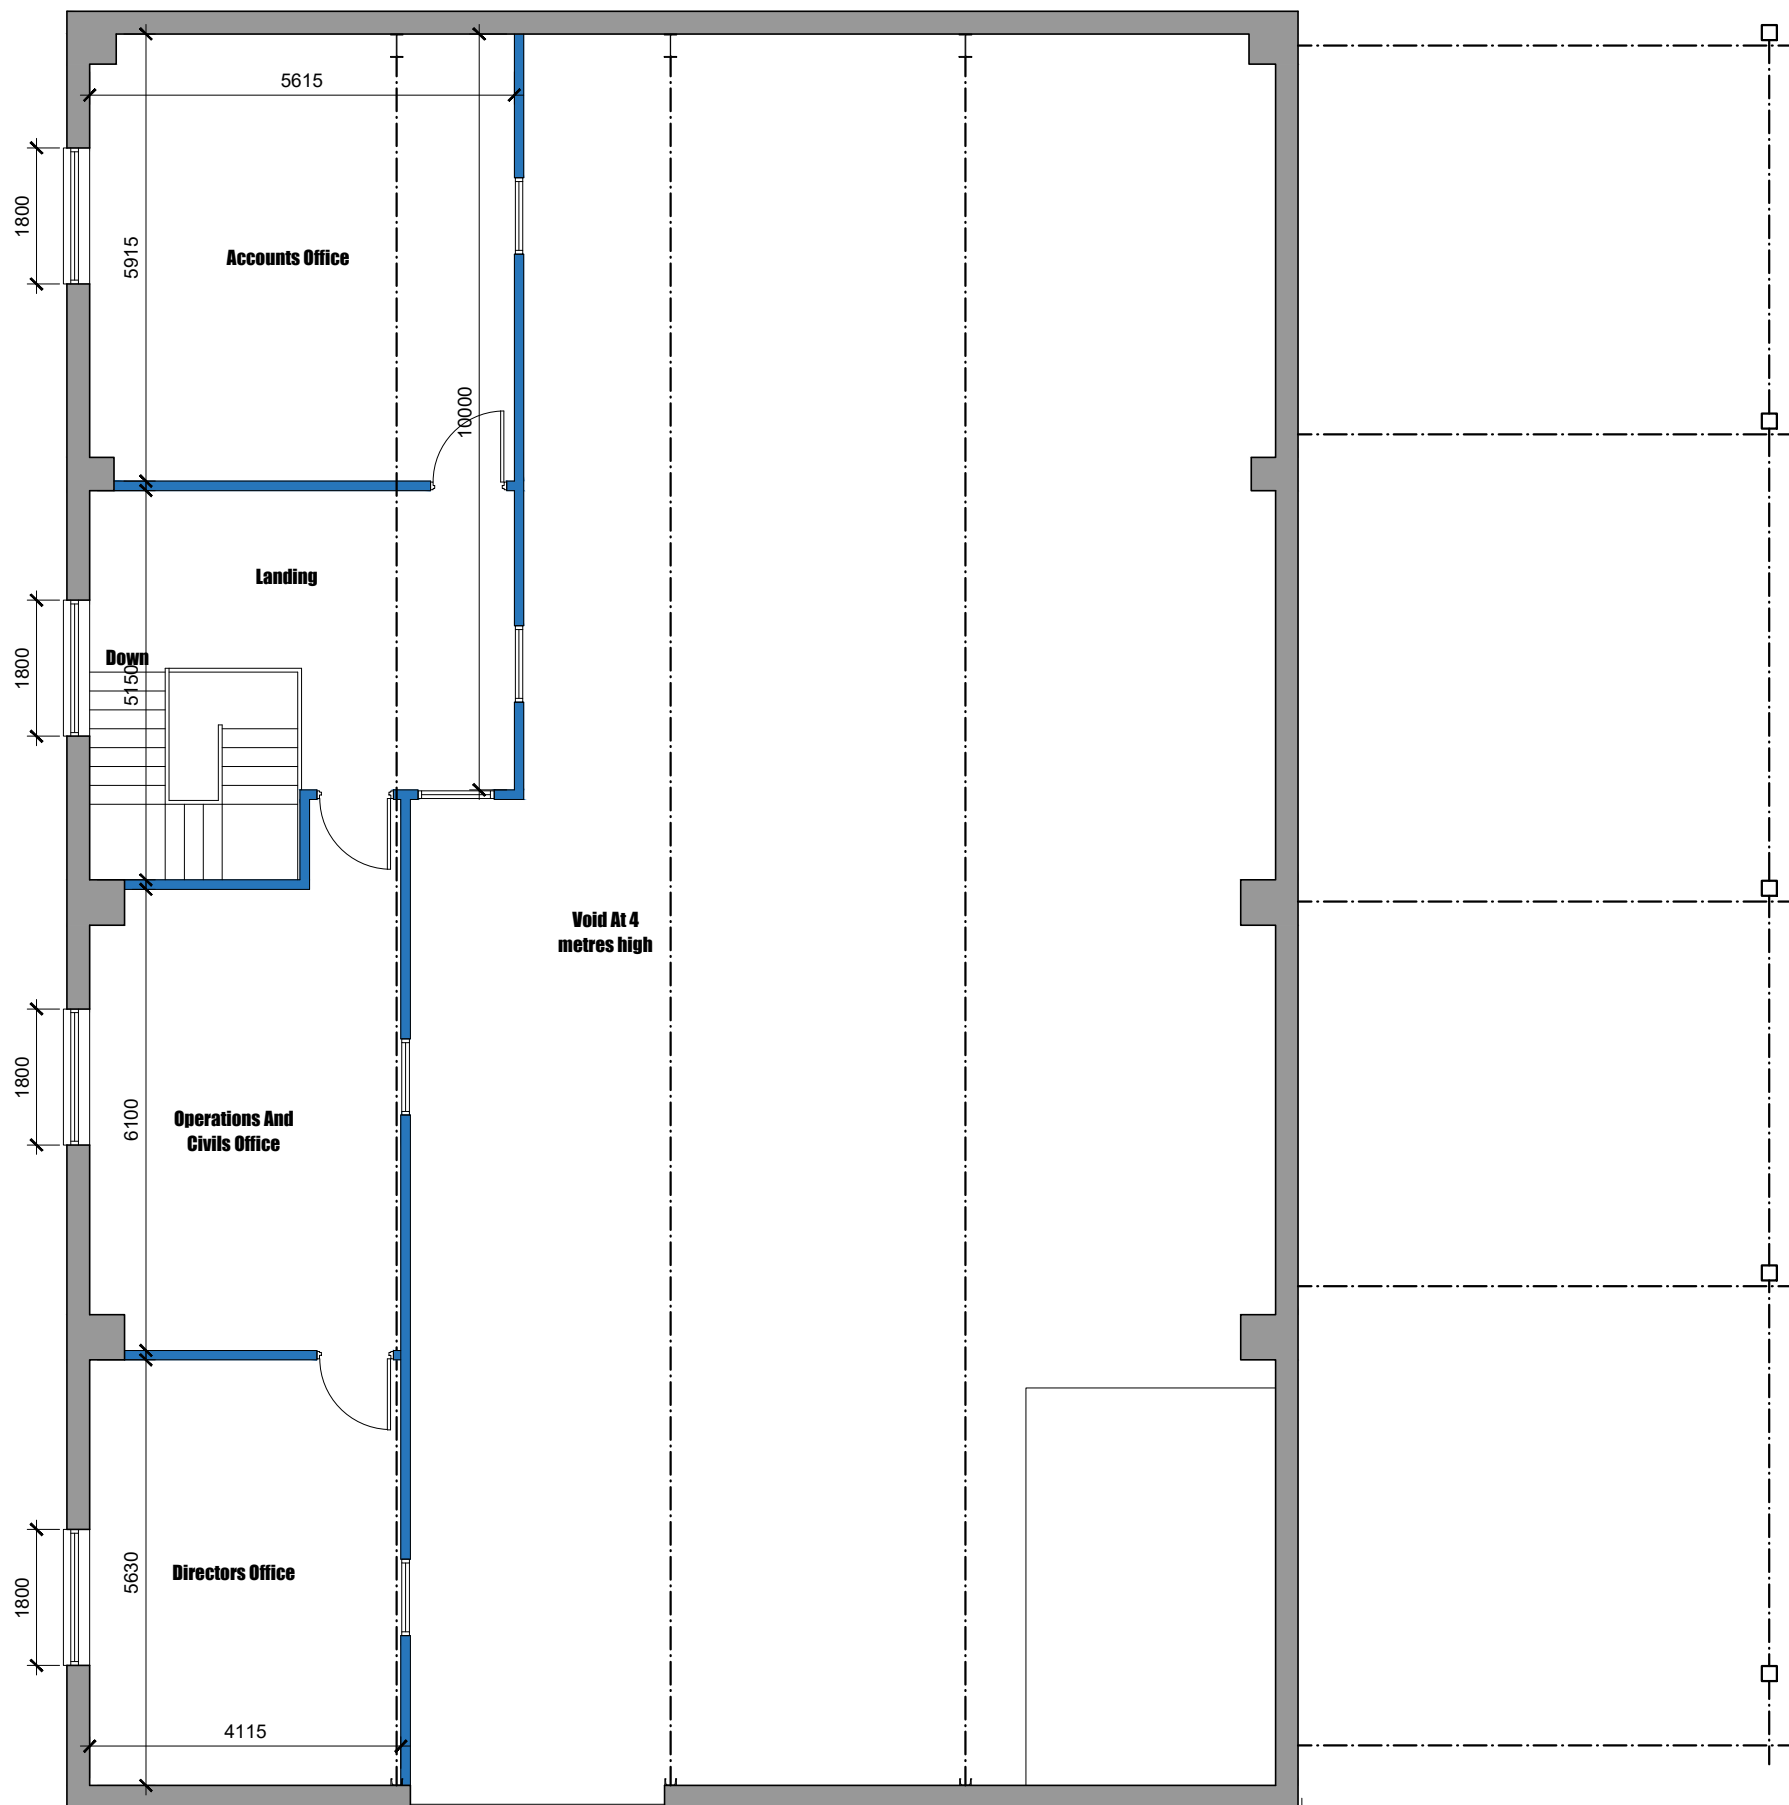 5615
1800
5915
Accounts Office
10000
Landing
1800
Down
5150
Void At 4
metres high
1800
6100
Operations And
Civils Office
1800
5630
Directors Office
4115